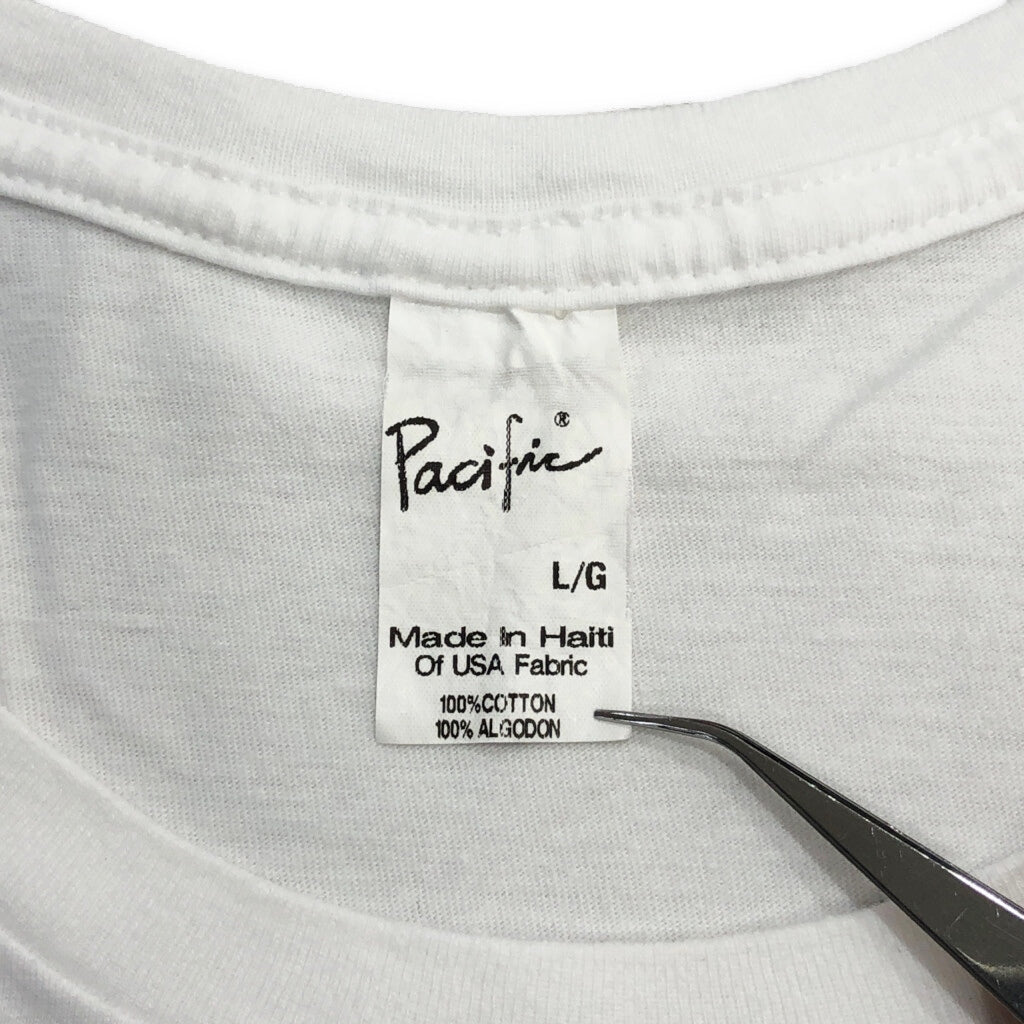 Pacific®
L/G
Made In Haiti
Of USA Fabric
100%COTTON
100% ALGODON